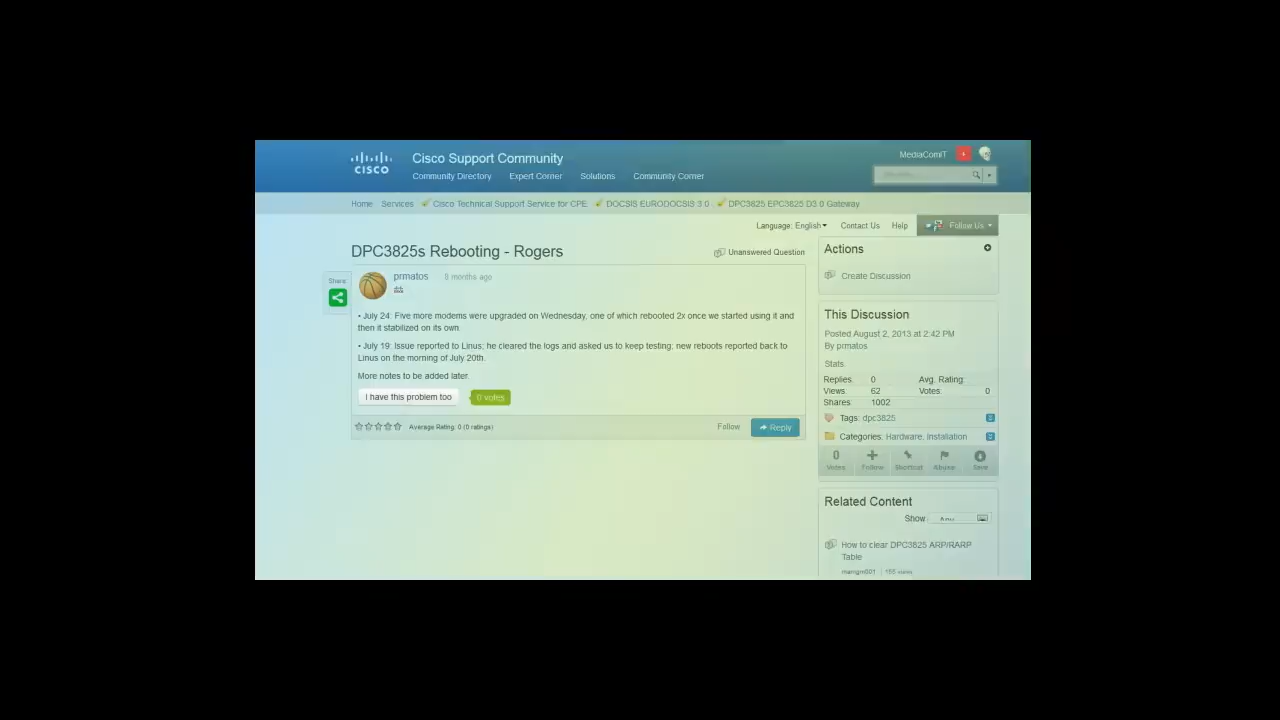 Cisco Support Community
MediaComIT
CISCO
Community Directory Expert Corner Solutions Community Corner
Home Services Cisco Technical Support Service for CPE DOCSIS EURODOCSIS 3.0 DPC3825 EPC3825 D3.0 Gateway
Language: English Contact Us Help Follow Us
DPC3825s Rebooting - Rogers
Unanswered Question
Actions
Share:
prmatos 9 months ago
Create Discussion
• July 24: Five more modems were upgraded on Wednesday, one of which rebooted 2x once we started using it and
then it stabilized on its own.
• July 19: Issue reported to Linus; he cleared the logs and asked us to keep testing; new reboots reported back to
Linus on the morning of July 20th.
More notes to be added later.
I have this problem too 0 votes
Average Rating: 0 (0 ratings)
Follow Reply
This Discussion
Posted August 2, 2013 at 2:42 PM
By prmatos
Stats:
Replies: 0 Avg. Rating:
Views: 62 Votes: 0
Shares: 1002
Tags: dpc3825
Categories: Hardware, Installation
0
Votes Follow Shortcut Abuse Save
Related Content
Show Any
How to clear DPC3825 ARP/RARP
Table